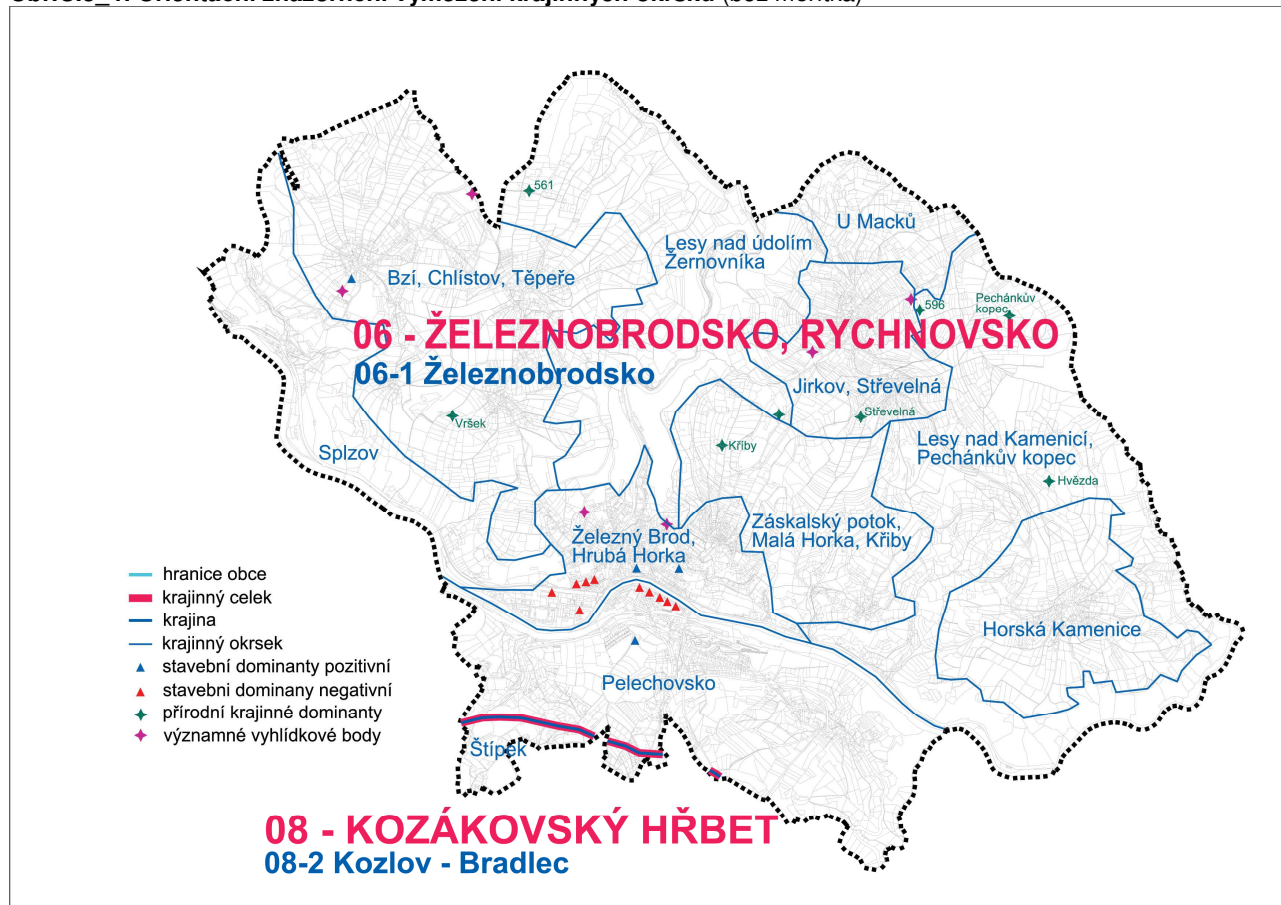 (bez měřítka)
561
U Macků
Lesy nad údolím
Žernovníka
Bzí, Chlístov, Těpeře
596
Pechánkův
kopec
06 - ŽELEZNOBRODSKO, RYCHNOVSKO
06-1 Železnobrodsko
Jirkov, Střevelná
Střevelná
Vršek
Splzov
Křiby
Lesy nad Kamenicí,
Pechánkův kopec
Hvězda
Železný Brod,
Hrubá Horka
Záskalský potok,
Malá Horka, Křiby
Horská Kamenice
Pelechovsko
Štípek
hranice obce
krajinný celek
krajina
krajinný okrsek
stavební dominanty pozitivní
stavebni dominany negativní
přírodní krajinné dominanty
významné vyhlídkové body
08 - KOZÁKOVSKÝ HŘBET
08-2 Kozlov - Bradlec